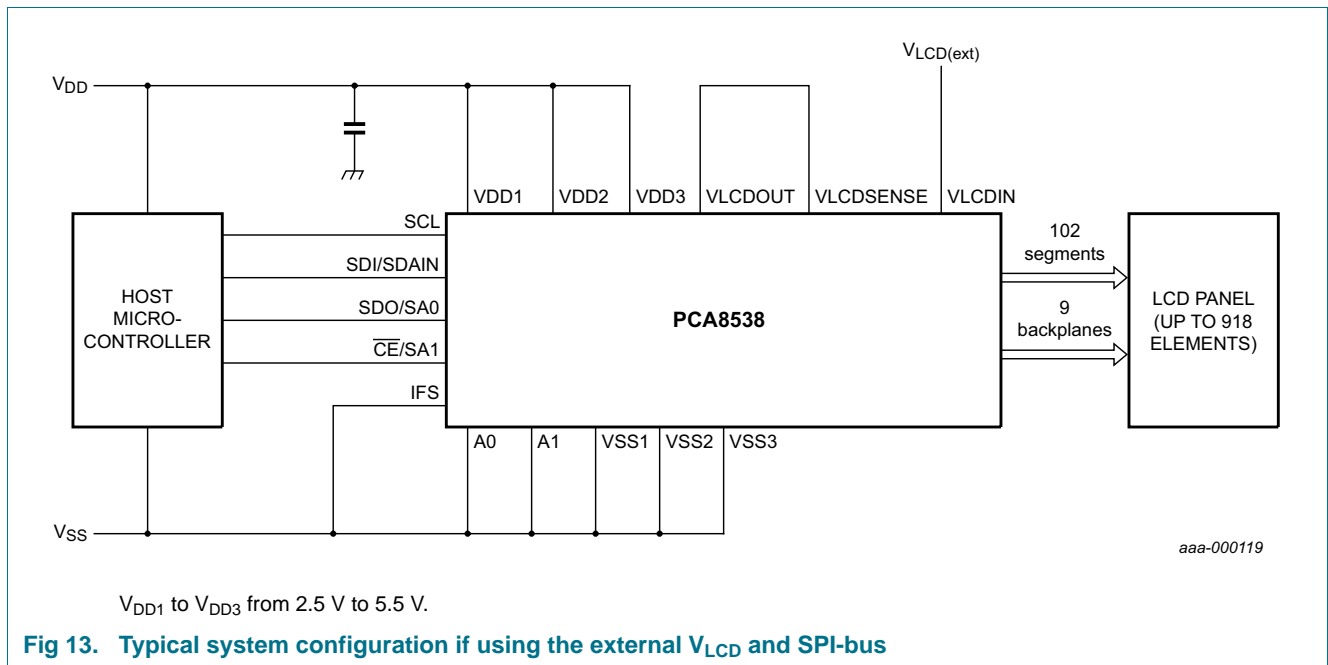 VLCD(ext)
VDD
VDD1
VDD2
VDD3
VLCDOUT
VLCDSENSE
VLCDIN
HOST
MICRO-
CONTROLLER
SCL
SDI/SDAIN
SDO/SA0
CE/SA1
IFS
PCA8538
102
segments
9
backplanes
LCD PANEL
(UP TO 918
ELEMENTS)
A0
A1
VSS1
VSS2
VSS3
VSS
aaa-000119
VDD1 to VDD3 from 2.5 V to 5.5 V.
Fig 13. Typical system configuration if using the external VLCD and SPI-bus